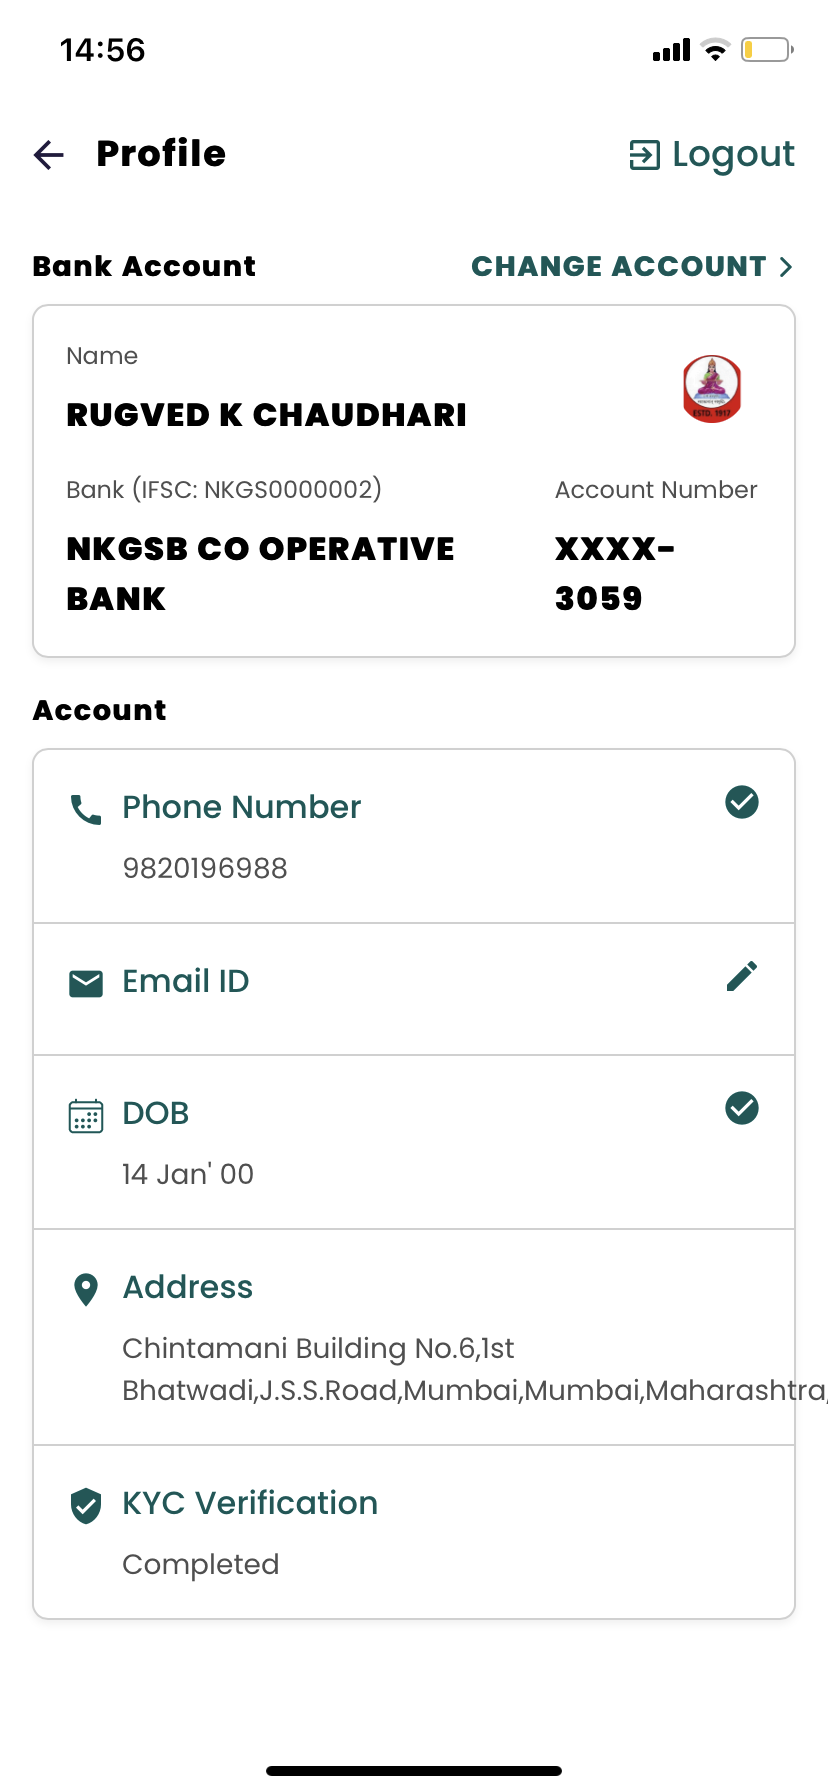 14:56
Profile
Logout
Bank Account
CHANGE ACCOUNT
Name
RUGVED K CHAUDHARI
ESTD. 1917
Bank (IFSC: NKGS0000002)
Account Number
NKGSB CO OPERATIVE
BANK
XXXX-
3059
Account
Phone Number
9820196988
Email ID
DOB
14 Jan' 00
Address
Chintamani Building No.6,1st
Bhatwadi,J.S.S.Road,Mumbai,Mumbai,Maharashtra,
KYC Verification
Completed